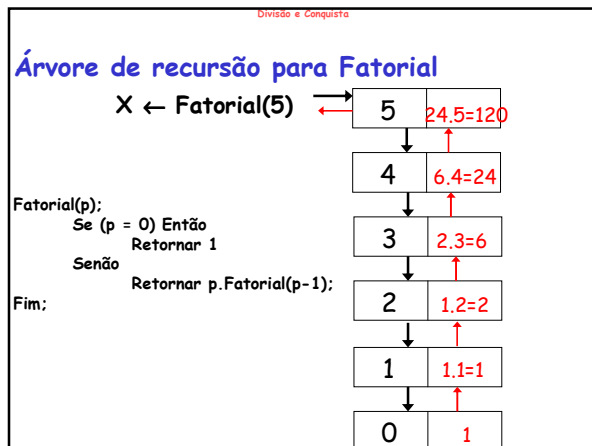 Divisão e Conquista
Árvore de recursão para Fatorial
X ← Fatorial(5)
5 24.5=120
4 6.4=24
Fatorial(p);
Se (p = 0) Então
Retornar 1
Senão
Retornar p.Fatorial(p-1);
Fim;
3 2.3=6
2 1.2=2
1 1.1=1
0 1